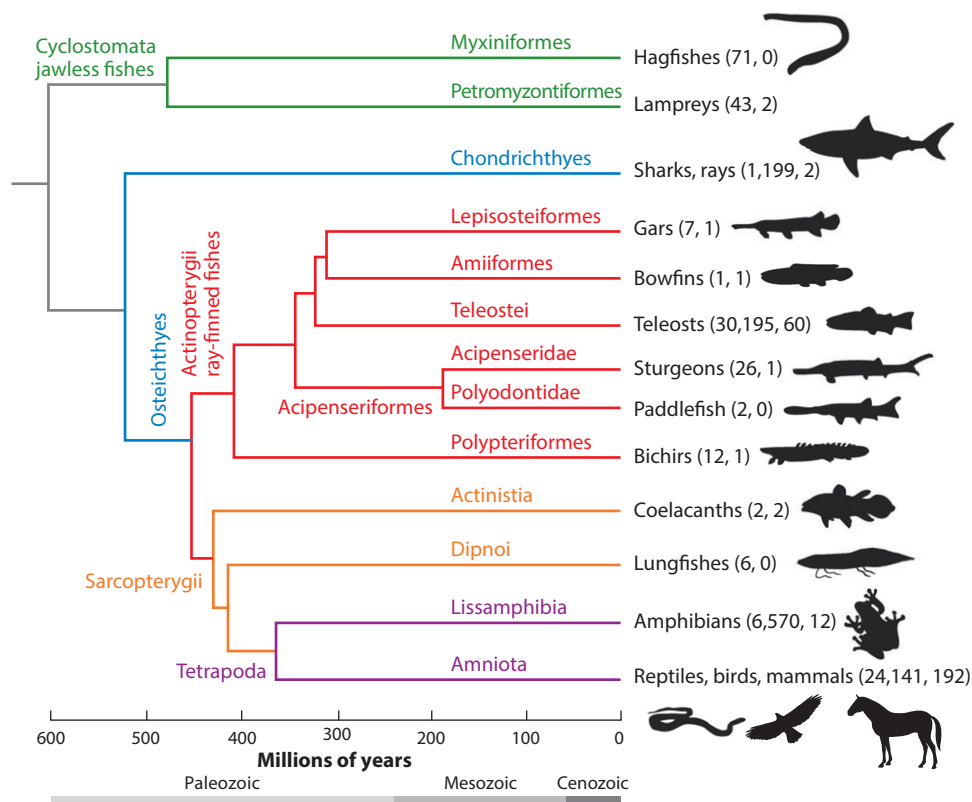 Cyclostomata
jawless fishes
Myxiniformes
Hagfishes (71, 0)
Petromyzontiformes
Lampreys (43, 2)
Chondrichthyes
Sharks, rays (1,199, 2)
Osteichthyes
Actinopterygii
ray-finned fishes
Lepisosteiformes
Gars (7, 1)
Amiiformes
Bowfins (1, 1)
Teleostei
Teleosts (30,195, 60)
Acipenseriformes
Acipenseridae
Sturgeons (26, 1)
Polyodontidae
Paddlefish (2, 0)
Polypteriformes
Bichirs (12, 1)
Sarcopterygii
Actinistia
Coelacanths (2, 2)
Dipnoi
Lungfishes (6, 0)
Tetrapoda
Lissamphibia
Amphibians (6,570, 12)
Amniota
Reptiles, birds, mammals (24,141, 192)
600 500 400 300 200 100 0
Millions of years
Paleozoic Mesozoic Cenozoic